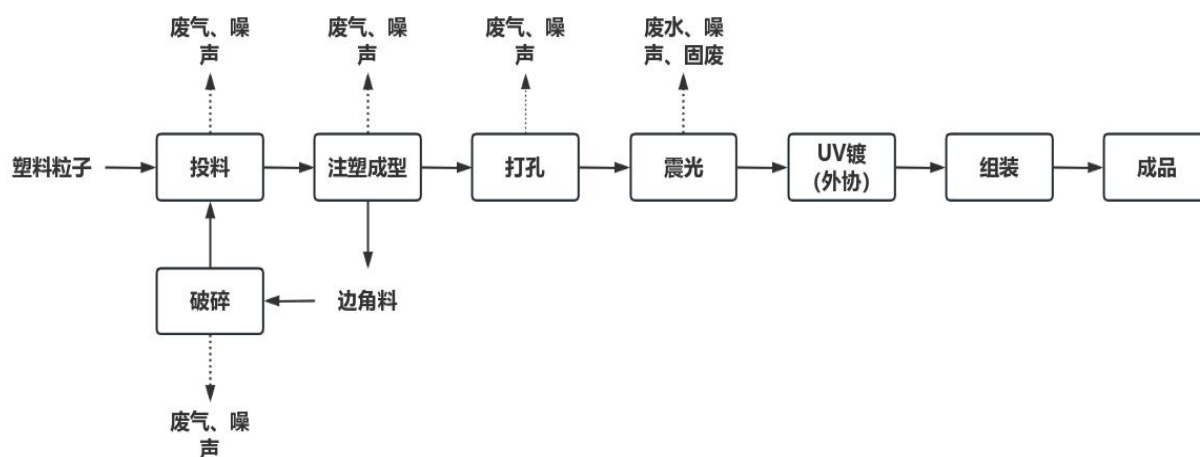 废气、噪
声
废气、噪
声
废气、噪
声
废水、噪
声、固废
塑料粒子
投料
注塑成型
打孔
震光
UV镀
(外协)
组装
成品
破碎
边角料
废气、噪
声